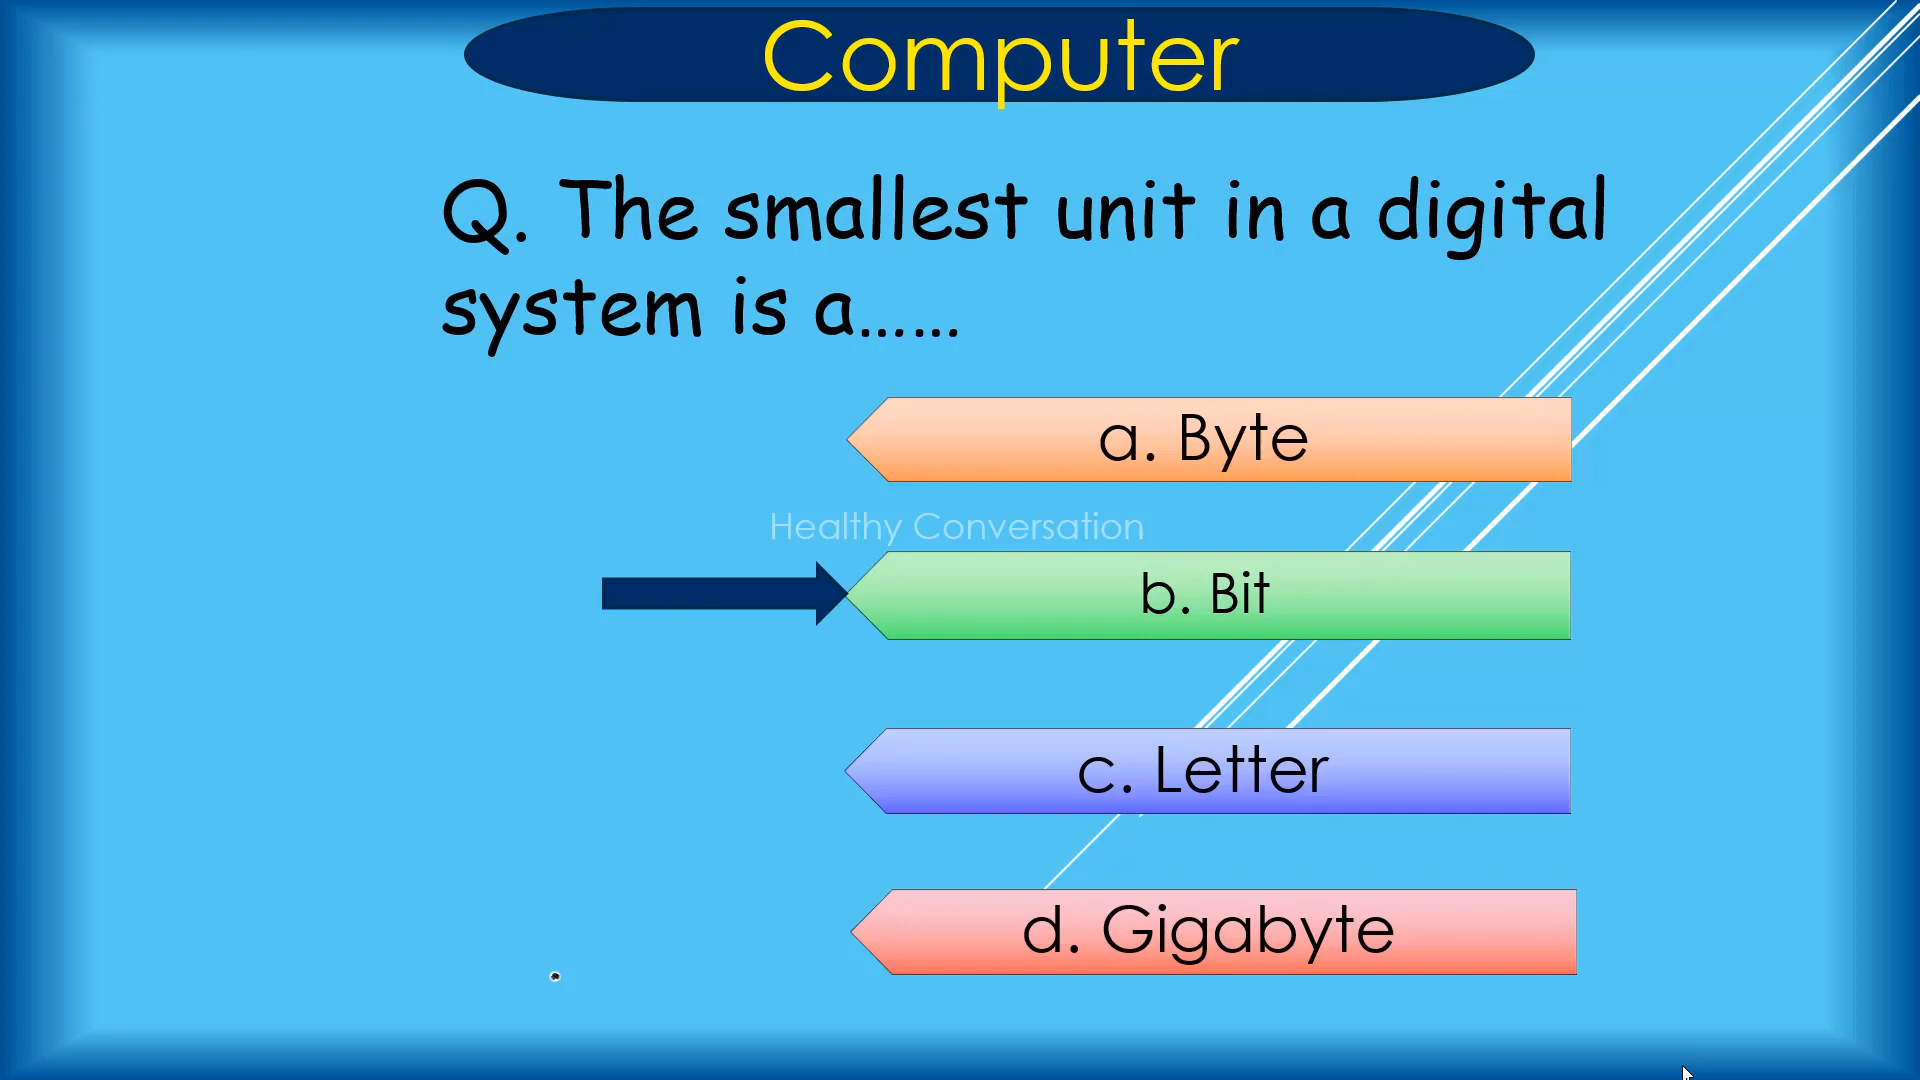 Computer
Q. The smallest unit in a digital
system is a......
a. Byte
Healthy Conversation
b. Bit
c. Letter
d. Gigabyte